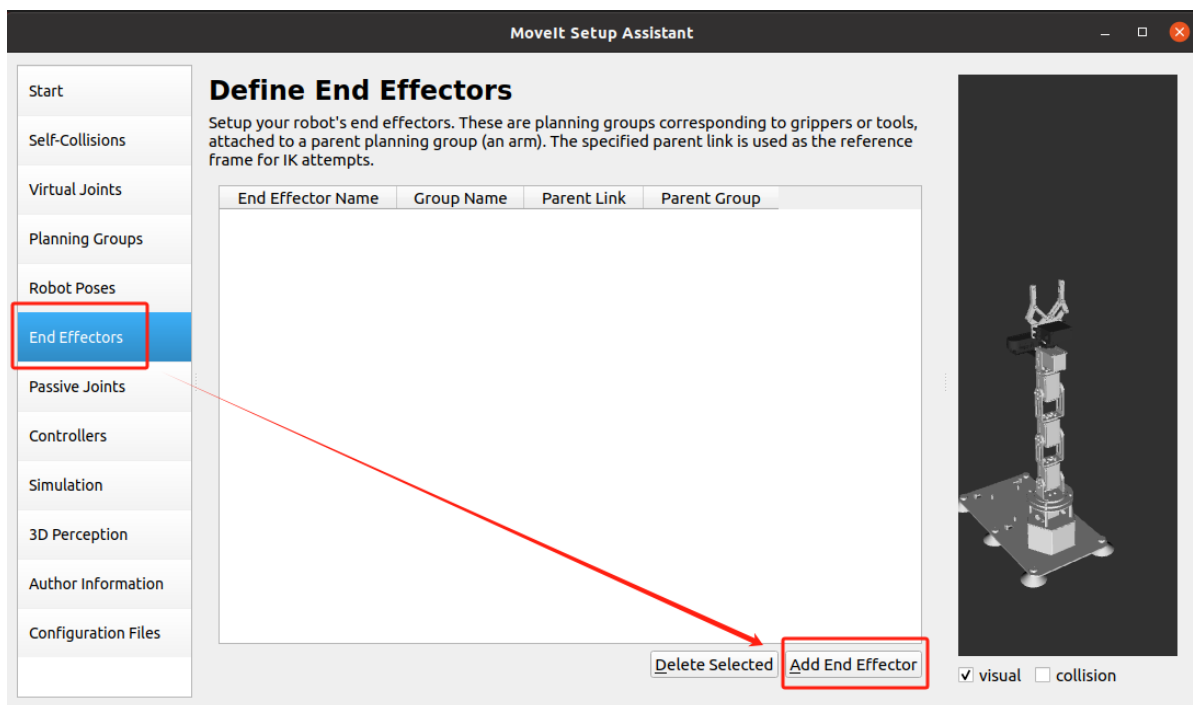 MoveIt Setup Assistant
Start
Self-Collisions
Virtual Joints
Planning Groups
Robot Poses
End Effectors
Passive Joints
Controllers
Simulation
3D Perception
Author Information
Configuration Files
Define End Effectors
Setup your robot's end effectors. These are planning groups corresponding to grippers or tools,
attached to a parent planning group (an arm). The specified parent link is used as the reference
frame for IK attempts.
End Effector Name Group Name Parent Link Parent Group
Delete Selected Add End Effector
visual collision